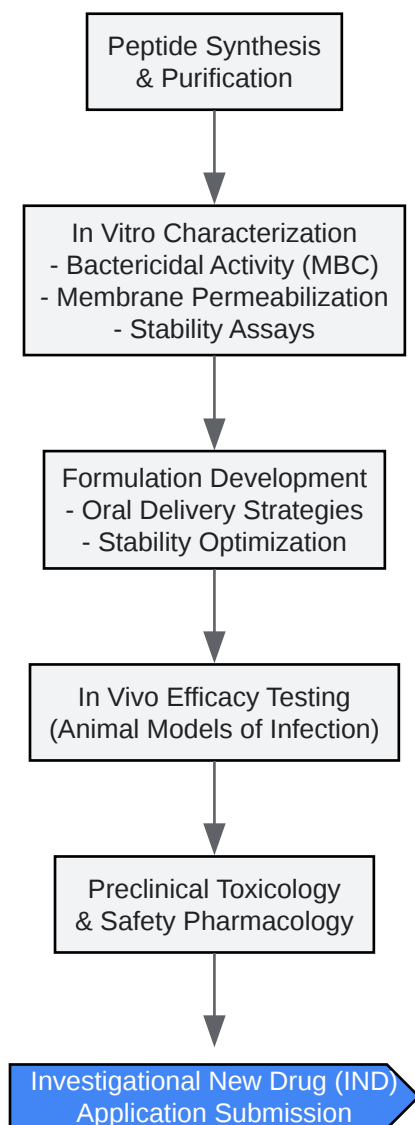 Peptide Synthesis
& Purification
In Vitro Characterization
- Bactericidal Activity (MBC)
- Membrane Permeabilization
- Stability Assays
Formulation Development
- Oral Delivery Strategies
- Stability Optimization
In Vivo Efficacy Testing
(Animal Models of Infection)
Preclinical Toxicology
& Safety Pharmacology
Investigational New Drug (IND)
Application Submission